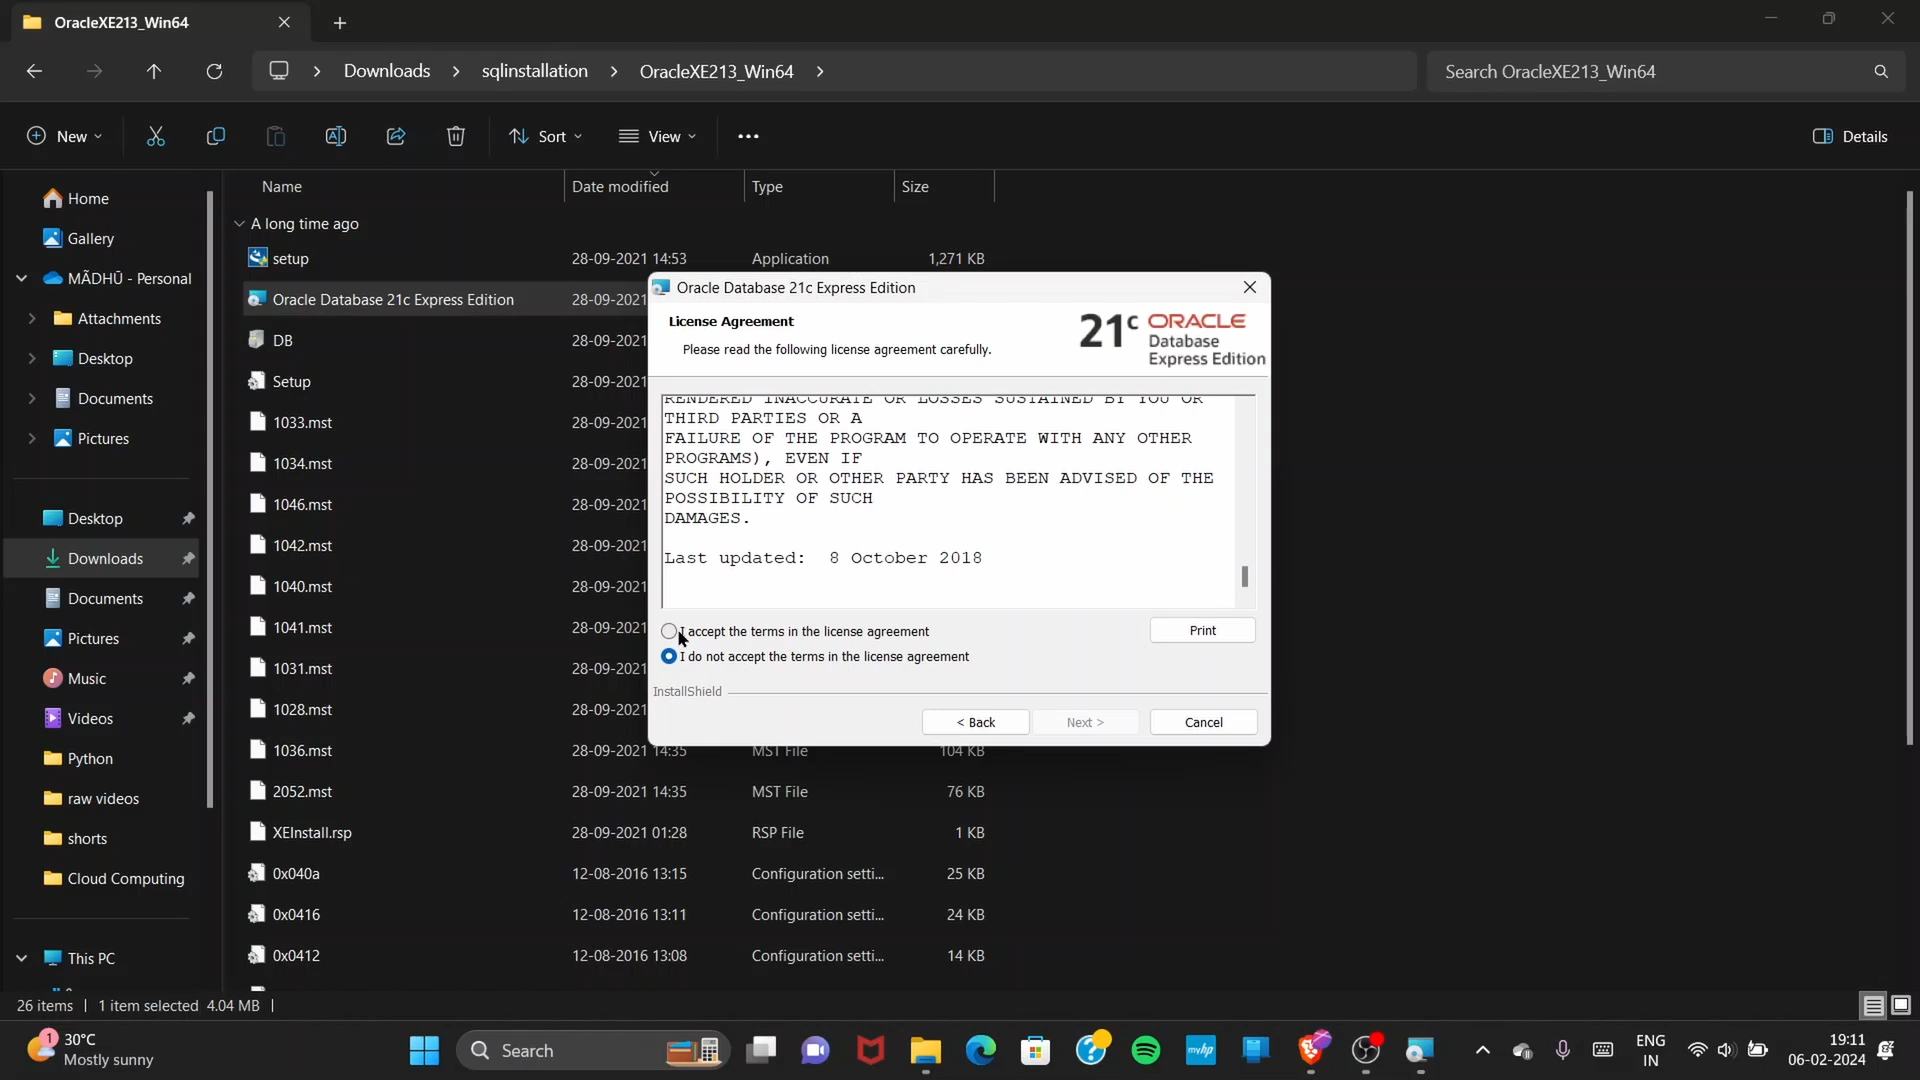 OracleXE213_Win64
Downloads
sqlinstallation
OracleXE213_Win64
Search OracleXE213_Win64
New
Sort
View
Details
Name
Date modified
Type
Size
Home
Gallery
MÃDHŪ - Personal
Attachments
Desktop
Documents
Pictures
Desktop
Downloads
Documents
Pictures
Music
Videos
Python
raw videos
shorts
Cloud Computing
This PC
A long time ago
setup 28-09-2021 14:53 Application 1,271 KB
Oracle Database 21c Express Edition 28-09-2021
DB 28-09-2021
Setup 28-09-2021
1033.mst 28-09-2021
1034.mst 28-09-2021
1046.mst 28-09-2021
1042.mst 28-09-2021
1040.mst 28-09-2021
1041.mst 28-09-2021
1031.mst 28-09-2021
1028.mst 28-09-2021
1036.mst 28-09-2021 14:35 MST File 104 KB
2052.mst 28-09-2021 14:35 MST File 76 KB
XEInstall.rsp 28-09-2021 01:28 RSP File 1 KB
0x040a 12-08-2016 13:15 Configuration setti... 25 KB
0x0416 12-08-2016 13:11 Configuration setti... 24 KB
0x0412 12-08-2016 13:08 Configuration setti... 14 KB
Oracle Database 21c Express Edition
License Agreement
Please read the following license agreement carefully.
21c ORACLE
Database
Express Edition
RENDERED INACCURATE OR LOSSES SUSTAINED BY YOU OR
THIRD PARTIES OR A
FAILURE OF THE PROGRAM TO OPERATE WITH ANY OTHER
PROGRAMS), EVEN IF
SUCH HOLDER OR OTHER PARTY HAS BEEN ADVISED OF THE
POSSIBILITY OF SUCH
DAMAGES.
Last updated: 8 October 2018
I accept the terms in the license agreement
Print
I do not accept the terms in the license agreement
InstallShield
< Back
Next >
Cancel
26 items
1 item selected 4.04 MB
1
30°C
Mostly sunny
Search
myhp
ENG
IN
19:11
06-02-2024